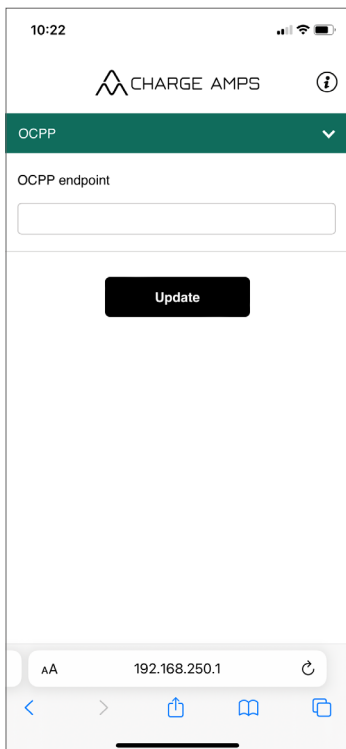 10:22
CHARGE AMPS
i
OCPP
OCPP endpoint
Update
AA
192.168.250.1